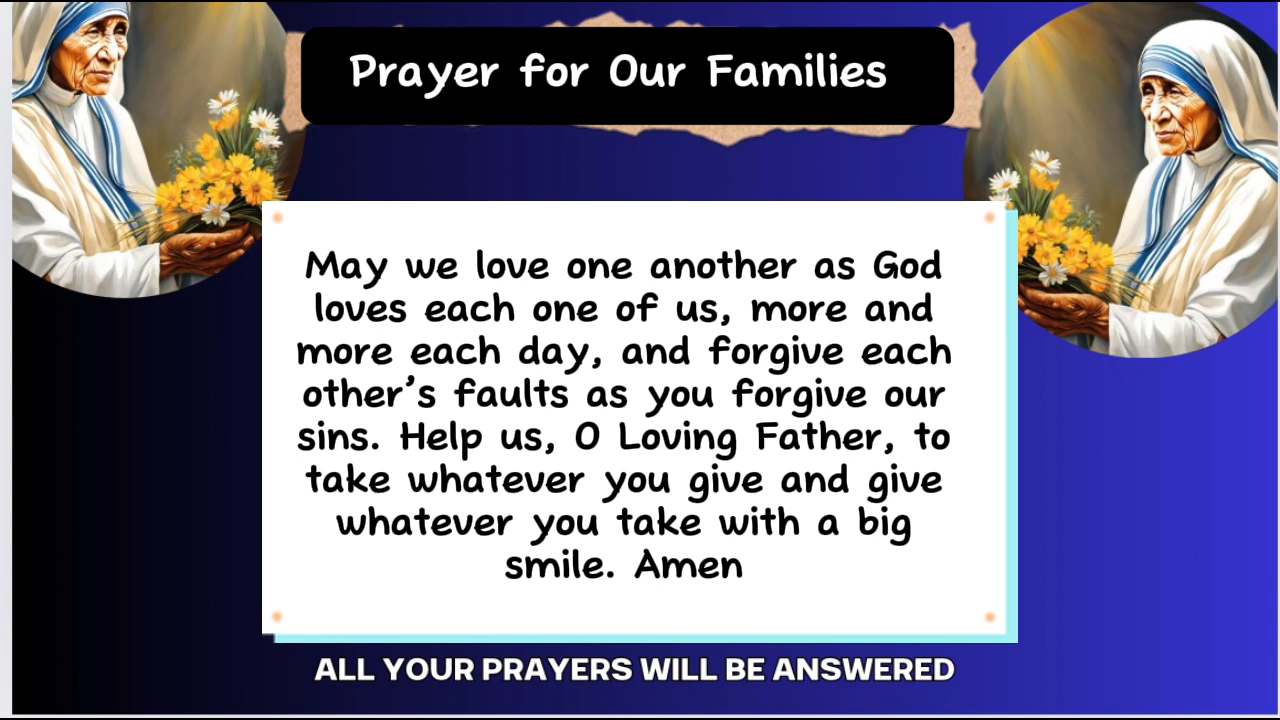 Prayer for Our Families
May we love one another as God
loves each one of us, more and
more each day, and forgive each
other’s faults as you forgive our
sins. Help us, O Loving Father, to
take whatever you give and give
whatever you take with a big
smile. Amen
ALL YOUR PRAYERS WILL BE ANSWERED